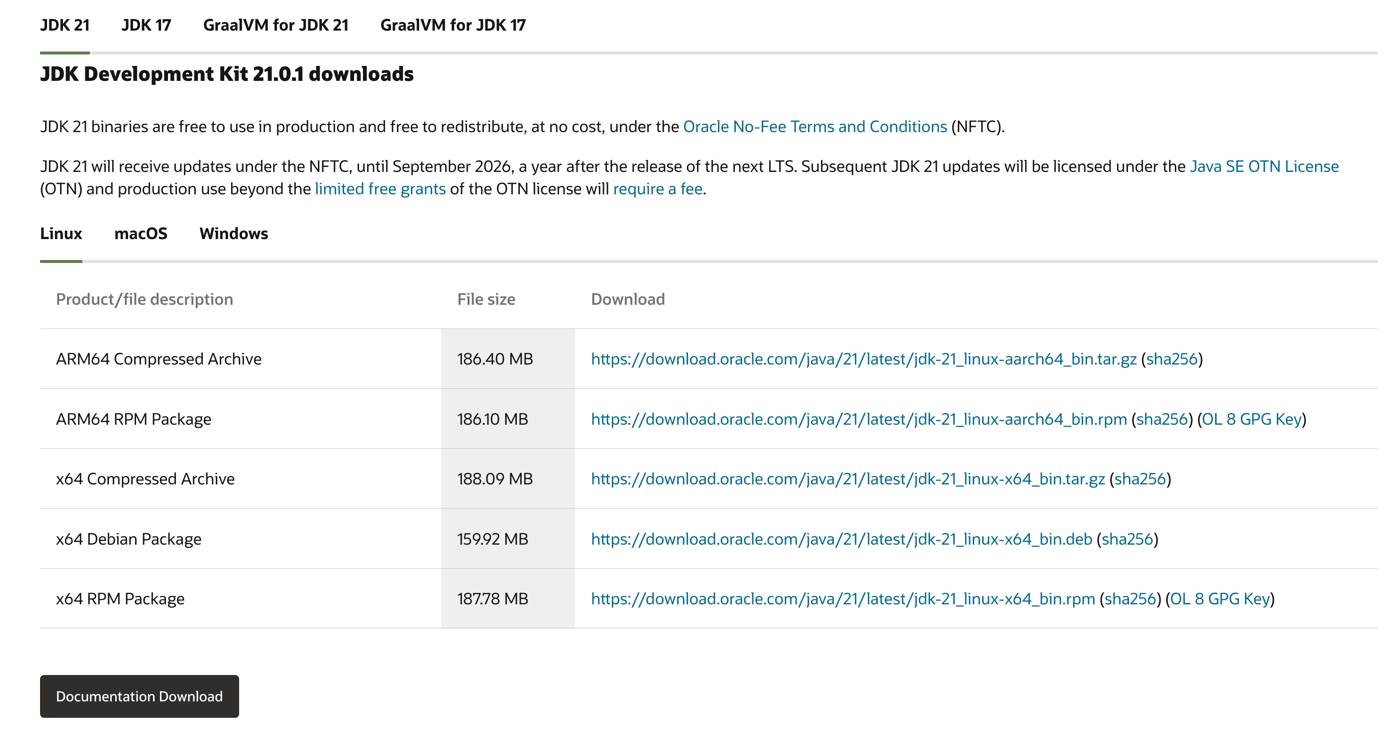 JDK 21 JDK 17 GraalVM for JDK 21 GraalVM for JDK 17
JDK Development Kit 21.0.1 downloads
JDK 21 binaries are free to use in production and free to redistribute, at no cost, under the Oracle No-Fee Terms and Conditions (NFTC).
JDK 21 will receive updates under the NFTC, until September 2026, a year after the release of the next LTS. Subsequent JDK 21 updates will be licensed under the Java SE OTN License
(OTN) and production use beyond the limited free grants of the OTN license will require a fee.
Linux macOS Windows
Product/file description File size Download
ARM64 Compressed Archive 186.40 MB https://download.oracle.com/java/21/latest/jdk-21_linux-aarch64_bin.tar.gz (sha256)
ARM64 RPM Package 186.10 MB https://download.oracle.com/java/21/latest/jdk-21_linux-aarch64_bin.rpm (sha256) (OL 8 GPG Key)
x64 Compressed Archive 188.09 MB https://download.oracle.com/java/21/latest/jdk-21_linux-x64_bin.tar.gz (sha256)
x64 Debian Package 159.92 MB https://download.oracle.com/java/21/latest/jdk-21_linux-x64_bin.deb (sha256)
x64 RPM Package 187.78 MB https://download.oracle.com/java/21/latest/jdk-21_linux-x64_bin.rpm (sha256) (OL 8 GPG Key)
Documentation Download